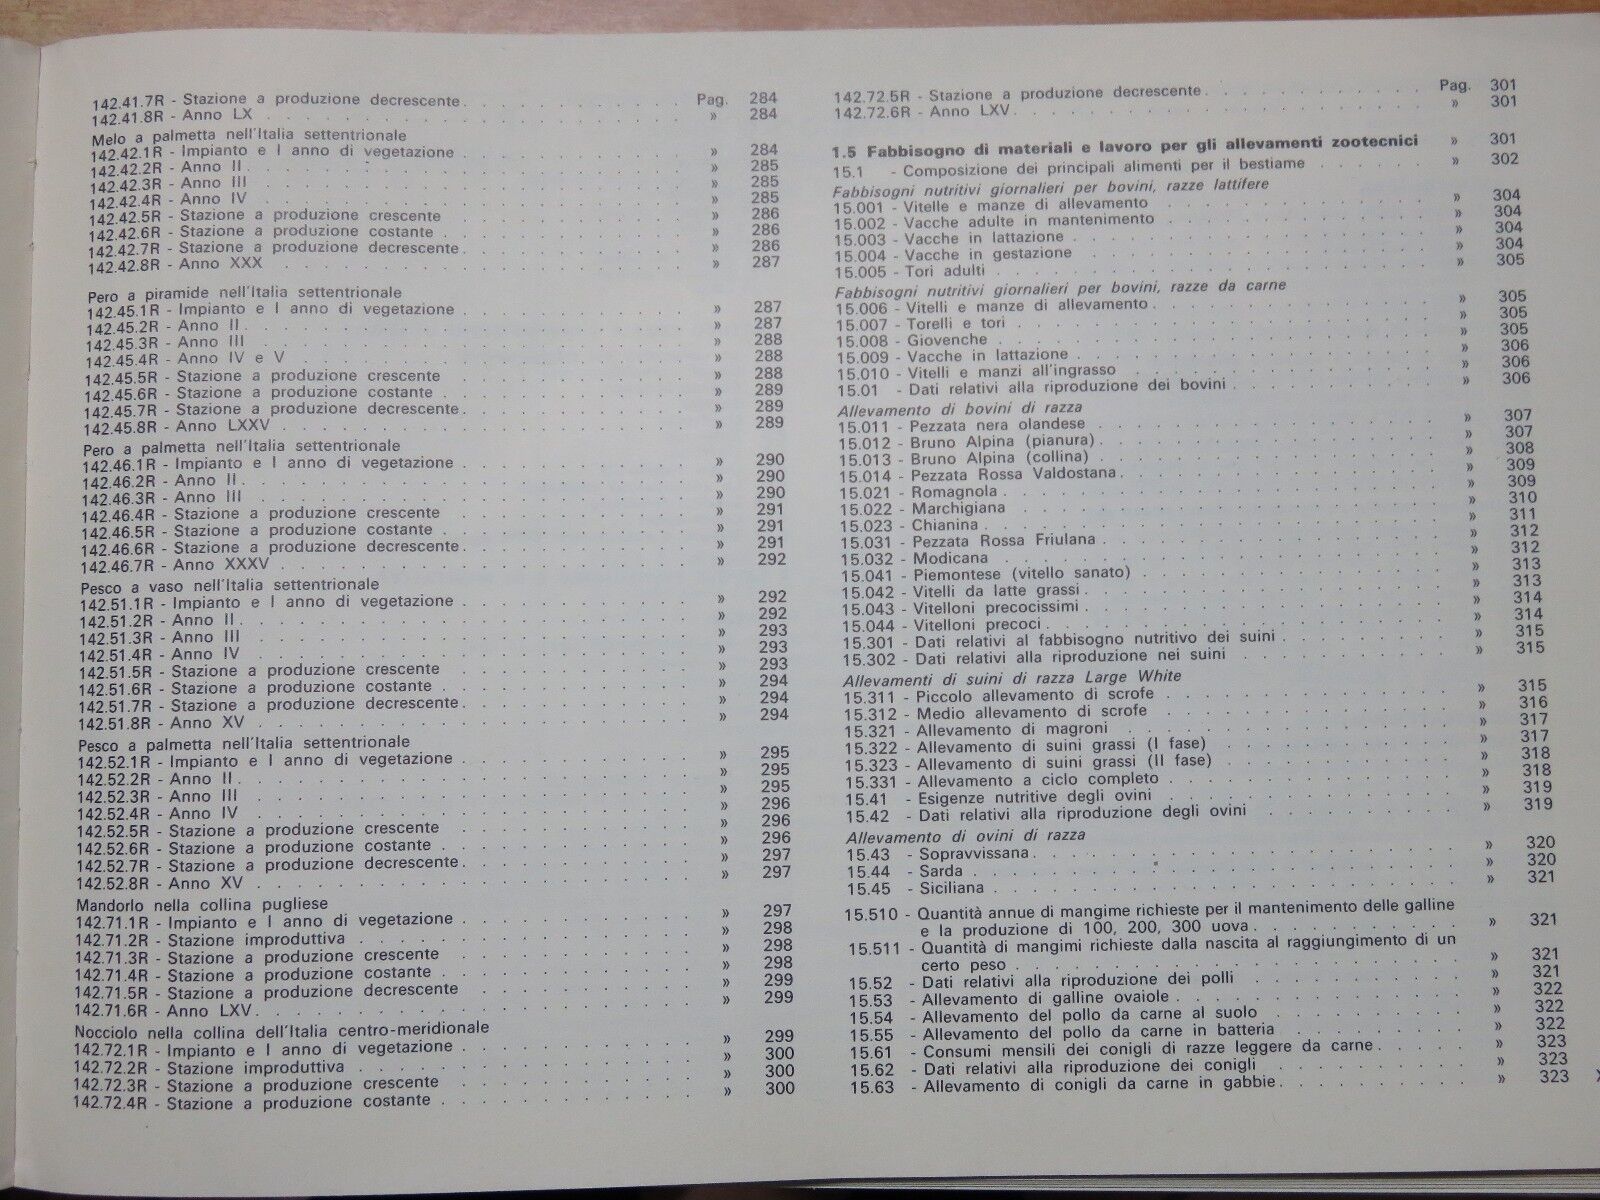 142.41.7R - Stazione a produzione decrescente. . . . . . . . . . . . . Pag. 284
142.41.8R - Anno LX . . . . . . . . . . . . . » 284
Melo a palmetta nell'Italia settentrionale
142.42.1R - Impianto e I anno di vegetazione . . . . . . . . . . . . . » 284
142.42.2R - Anno II. . . . . . . . . . . . . » 285
142.42.3R - Anno III . . . . . . . . . . . . . » 285
142.42.4R - Anno IV . . . . . . . . . . . . . » 285
142.42.5R - Stazione a produzione crescente . . . . . . . . . . . . . » 286
142.42.6R - Stazione a produzione costante . . . . . . . . . . . . . » 286
142.42.7R - Stazione a produzione decrescente. . . . . . . . . . . . . » 286
142.42.8R - Anno XXX . . . . . . . . . . . . . » 287
Pero a piramide nell'Italia settentrionale
142.45.1R - Impianto e I anno di vegetazione . . . . . . . . . . . . . » 287
142.45.2R - Anno II. . . . . . . . . . . . . » 287
142.45.3R - Anno III . . . . . . . . . . . . . » 288
142.45.4R - Anno IV e V . . . . . . . . . . . . . » 288
142.45.5R - Stazione a produzione crescente . . . . . . . . . . . . . » 288
142.45.6R - Stazione a produzione costante . . . . . . . . . . . . . » 289
142.45.7R - Stazione a produzione decrescente. . . . . . . . . . . . . » 289
142.45.8R - Anno LXXV . . . . . . . . . . . . . » 289
Pero a palmetta nell'Italia settentrionale
142.46.1R - Impianto e I anno di vegetazione . . . . . . . . . . . . . » 290
142.46.2R - Anno II. . . . . . . . . . . . . » 290
142.46.3R - Anno III . . . . . . . . . . . . . » 290
142.46.4R - Stazione a produzione crescente . . . . . . . . . . . . . » 291
142.46.5R - Stazione a produzione costante . . . . . . . . . . . . . » 291
142.46.6R - Stazione a produzione decrescente. . . . . . . . . . . . . » 291
142.46.7R - Anno XXXV . . . . . . . . . . . . . » 292
Pesco a vaso nell'Italia settentrionale
142.51.1R - Impianto e I anno di vegetazione . . . . . . . . . . . . . » 292
142.51.2R - Anno II. . . . . . . . . . . . . » 292
142.51.3R - Anno III . . . . . . . . . . . . . » 293
142.51.4R - Anno IV . . . . . . . . . . . . . » 293
142.51.5R - Stazione a produzione crescente . . . . . . . . . . . . . » 293
142.51.6R - Stazione a produzione costante . . . . . . . . . . . . . » 294
142.51.7R - Stazione a produzione decrescente. . . . . . . . . . . . . » 294
142.51.8R - Anno XV . . . . . . . . . . . . . » 294
Pesco a palmetta nell'Italia settentrionale
142.52.1R - Impianto e I anno di vegetazione . . . . . . . . . . . . . » 295
142.52.2R - Anno II . . . . . . . . . . . . . » 295
142.52.3R - Anno III . . . . . . . . . . . . . » 295
142.52.4R - Anno IV . . . . . . . . . . . . . » 296
142.52.5R - Stazione a produzione crescente . . . . . . . . . . . . . » 296
142.52.6R - Stazione a produzione costante . . . . . . . . . . . . . » 296
142.52.7R - Stazione a produzione decrescente. . . . . . . . . . . . . » 297
142.52.8R - Anno XV . . . . . . . . . . . . . » 297
Mandorlo nella collina pugliese
142.71.1R - Impianto e I anno di vegetazione . . . . . . . . . . . . . » 297
142.71.2R - Stazione improduttiva . . . . . . . . . . . . . » 298
142.71.3R - Stazione a produzione crescente . . . . . . . . . . . . . » 298
142.71.4R - Stazione a produzione costante . . . . . . . . . . . . . » 298
142.71.5R - Stazione a produzione decrescente . . . . . . . . . . . . . » 299
142.71.6R - Anno LXV. . . . . . . . . . . . . » 299
Nocciolo nella collina dell'Italia centro-meridionale
142.72.1R - Impianto e I anno di vegetazione . . . . . . . . . . . . . » 299
142.72.2R - Stazione improduttiva . . . . . . . . . . . . . » 300
142.72.3R - Stazione a produzione crescente . . . . . . . . . . . . . » 300
142.72.4R - Stazione a produzione costante . . . . . . . . . . . . . » 300
142.72.5R - Stazione a produzione decrescente. . . . . . . . . . . . . Pag. 301
142.72.6R - Anno LXV. . . . . . . . . . . . . » 301
1.5 Fabbisogno di materiali e lavoro per gli allevamenti zootecnici » 301
15.1 - Composizione dei principali alimenti per il bestiame . . . . . . » 302
Fabbisogni nutritivi giornalieri per bovini, razze lattifere
15.001 - Vitelle e manze di allevamento . . . . . . . . . . . . . » 304
15.002 - Vacche adulte in mantenimento . . . . . . . . . . . . . » 304
15.003 - Vacche in lattazione . . . . . . . . . . . . . » 304
15.004 - Vacche in gestazione . . . . . . . . . . . . . » 304
15.005 - Tori adulti . . . . . . . . . . . . . » 305
Fabbisogni nutritivi giornalieri per bovini, razze da carne
15.006 - Vitelli e manze di allevamento. . . . . . . . . . . . . » 305
15.007 - Torelli e tori . . . . . . . . . . . . . » 305
15.008 - Giovenche . . . . . . . . . . . . . » 305
15.009 - Vacche in lattazione . . . . . . . . . . . . . » 306
15.010 - Vitelli e manzi all'ingrasso . . . . . . . . . . . . . » 306
15.01 - Dati relativi alla riproduzione dei bovini. . . . . . . . . . . . . » 306
Allevamento di bovini di razza
15.011 - Pezzata nera olandese . . . . . . . . . . . . . » 307
15.012 - Bruno Alpina (pianura). . . . . . . . . . . . . » 307
15.013 - Bruno Alpina (collina) . . . . . . . . . . . . . » 308
15.014 - Pezzata Rossa Valdostana. . . . . . . . . . . . . » 309
15.021 - Romagnola . . . . . . . . . . . . . » 309
15.022 - Marchigiana . . . . . . . . . . . . . » 310
15.023 - Chianina. . . . . . . . . . . . . » 311
15.031 - Pezzata Rossa Friulana. . . . . . . . . . . . . » 312
15.032 - Modicana . . . . . . . . . . . . . » 312
15.041 - Piemontese (vitello sanato) . . . . . . . . . . . . . » 313
15.042 - Vitelli da latte grassi. . . . . . . . . . . . . » 313
15.043 - Vitelloni precocissimi . . . . . . . . . . . . . » 314
15.044 - Vitelloni precoci. . . . . . . . . . . . . » 314
15.301 - Dati relativi al fabbisogno nutritivo dei suini . . . . . . . . . » 315
15.302 - Dati relativi alla riproduzione nei suini . . . . . . . . . » 315
Allevamenti di suini di razza Large White
15.311 - Piccolo allevamento di scrofe . . . . . . . . . . . . . » 315
15.312 - Medio allevamento di scrofe . . . . . . . . . . . . . » 316
15.321 - Allevamento di magroni . . . . . . . . . . . . . » 317
15.322 - Allevamento di suini grassi (I fase) . . . . . . . . . . . » 317
15.323 - Allevamento di suini grassi (II fase) . . . . . . . . . . . » 318
15.331 - Allevamento a ciclo completo . . . . . . . . . . . . . » 318
15.41 - Esigenze nutritive degli ovini . . . . . . . . . . . . . » 319
15.42 - Dati relativi alla riproduzione degli ovini . . . . . . . . . » 319
Allevamento di ovini di razza
15.43 - Sopravvissana. . . . . . . . . . . . . » 320
15.44 - Sarda . . . . . . . . . . . . . » 320
15.45 - Siciliana . . . . . . . . . . . . . » 321
15.510 - Quantità annue di mangime richieste per il mantenimento delle galline
e la produzione di 100, 200, 300 uova. . . . . . . . . . . » 321
15.511 - Quantità di mangimi richieste dalla nascita al raggiungimento di un
certo peso . . . . . . . . . . . . . » 321
15.52 - Dati relativi alla riproduzione dei polli . . . . . . . . . . » 321
15.53 - Allevamento di galline ovaiole . . . . . . . . . . . . . » 322
15.54 - Allevamento del pollo da carne al suolo . . . . . . . . . » 322
15.55 - Allevamento del pollo da carne in batteria . . . . . . . . . » 322
15.61 - Consumi mensili dei conigli di razze leggere da carne. . . . . » 323
15.62 - Dati relativi alla riproduzione dei conigli . . . . . . . . . » 323
15.63 - Allevamento di conigli da carne in gabbie. . . . . . . . . » 323